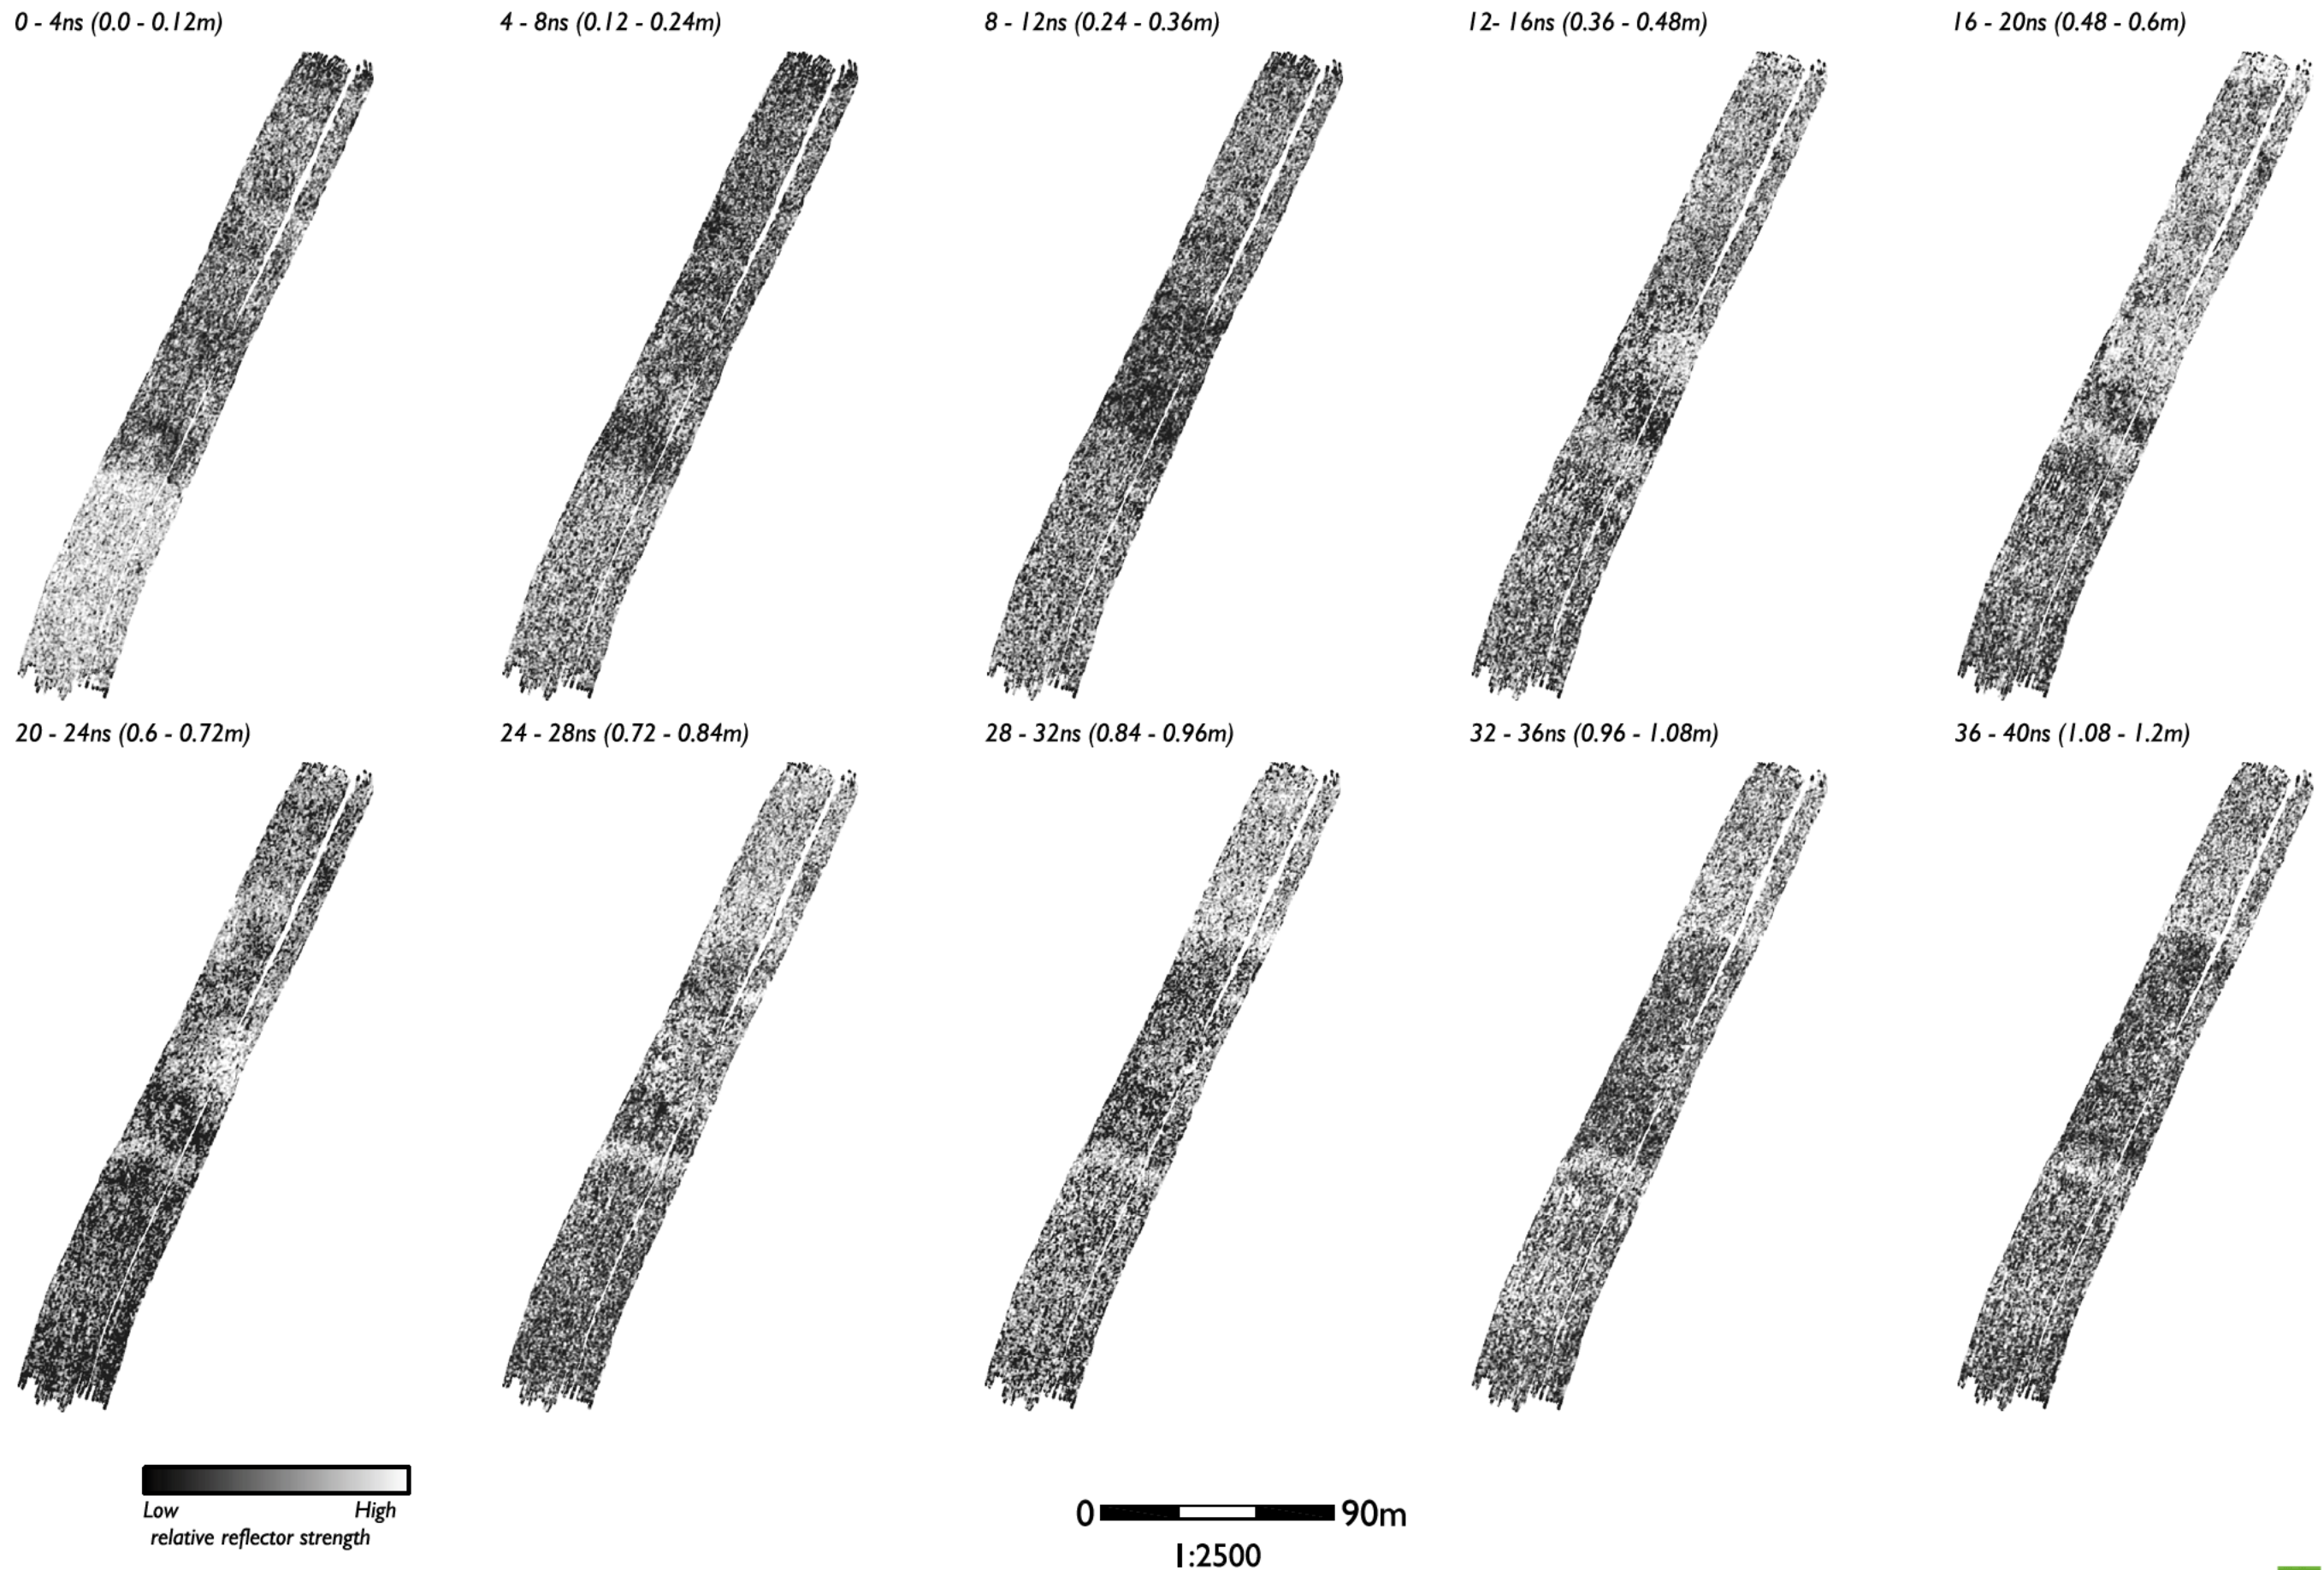 0 - 4ns (0.0 - 0.12m)
4 - 8ns (0.12 - 0.24m)
8 - 12ns (0.24 - 0.36m)
12- 16ns (0.36 - 0.48m)
16 - 20ns (0.48 - 0.6m)
20 - 24ns (0.6 - 0.72m)
24 - 28ns (0.72 - 0.84m)
28 - 32ns (0.84 - 0.96m)
32 - 36ns (0.96 - 1.08m)
36 - 40ns (1.08 - 1.2m)
Low High
relative reflector strength
0 90m
1:2500